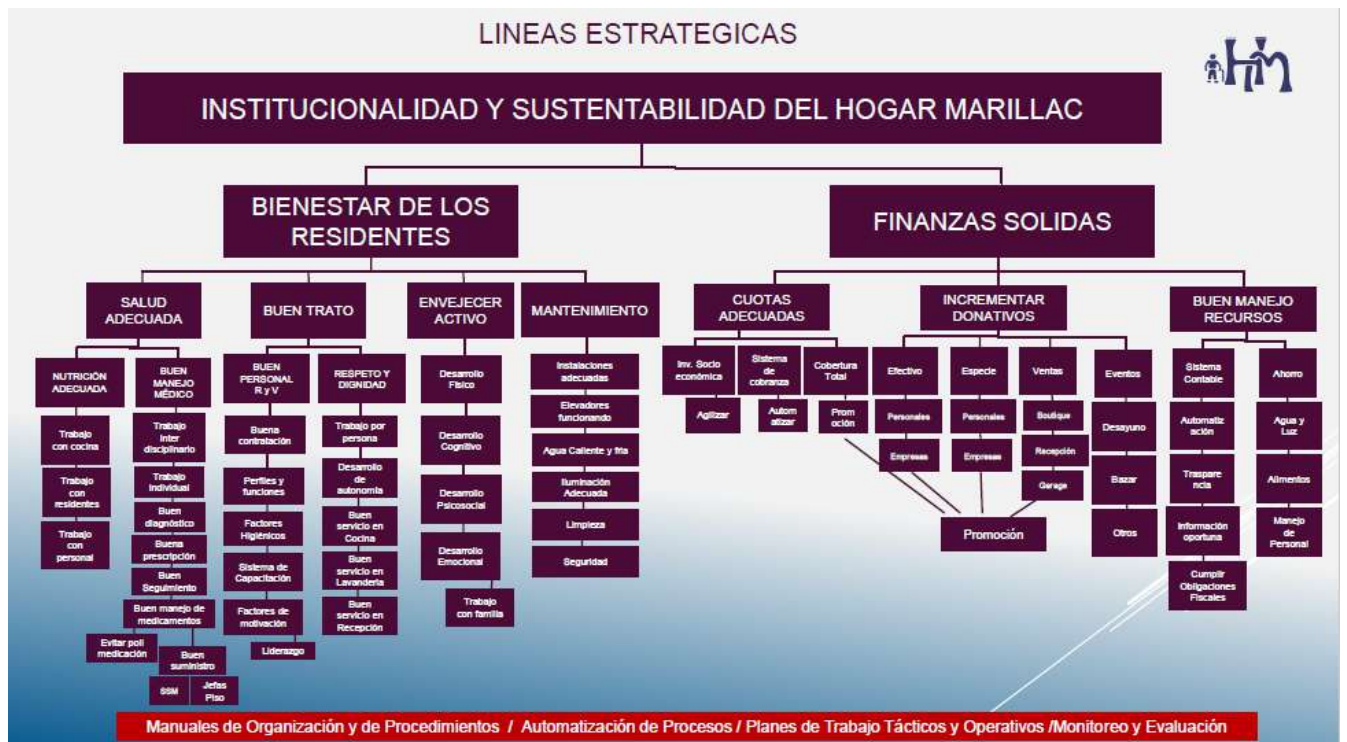 LINEAS ESTRATEGICAS
Hm
INSTITUCIONALIDAD Y SUSTENTABILIDAD DEL HOGAR MARILLAC
BIENESTAR DE LOS
RESIDENTES
FINANZAS SOLIDAS
SALUD
ADECUADA
BUEN TRATO
ENVEJECER
ACTIVO
MANTENIMIENTO
CUOTAS
ADECUADAS
INCREMENTAR
DONATIVOS
BUEN MANEJO
RECURSOS
NUTRICIÓN
ADECUADA
Trabajo
con cocina
Trabajo
con
residentes
Trabajo
con
personal
BUEN
MANEJO
MÉDICO
Trabajo
Inter
disciplinario
Trabajo
Individual
Buen
diagnóstico
Buena
prescripción
Buen
Seguimiento
Buen manejo de
medicamentos
Evitar poli
medicación
Buen
suministro
SSM
Jefas
Piso
BUEN
PERSONAL
R y V
Buena
contratación
Perfiles y
funciones
Factores
Higiénicos
Sistema de
Capacitación
Factores de
motivación
Liderazgo
RESPETO Y
DIGNIDAD
Trabajo por
persona
Desarrollo
de
autonomía
Buen
servicio en
Cocina
Buen
servicio en
Lavandería
Buen
servicio en
Recepción
Desarrollo
Físico
Desarrollo
Cognitivo
Desarrollo
Psicosocial
Desarrollo
Emocional
Trabajo
con familia
Instalaciones
adecuadas
Elevadores
funcionando
Agua Caliente y fria
Iluminación
Adecuada
Limpieza
Seguridad
Inv. Socio
económica
Agilizar
Sistema
de
cobranza
Autom
atizar
Cobertura
Total
Prom
oción
Efectivo
Personales
Empresas
Especie
Personales
Empresas
Ventas
Boutique
Recepción
Garage
Promoción
Eventos
Desayuno
Bazar
Otros
Sistema
Contable
Automatiz
ación
Traspare
ncia
Información
oportuna
Cumplir
Obligaciones
Fiscales
Ahorro
Agua y
Luz
Alimentos
Manejo
de
Personal
Manuales de Organización y de Procedimientos / Automatización de Procesos / Planes de Trabajo Tácticos y Operativos /Monitoreo y Evaluación